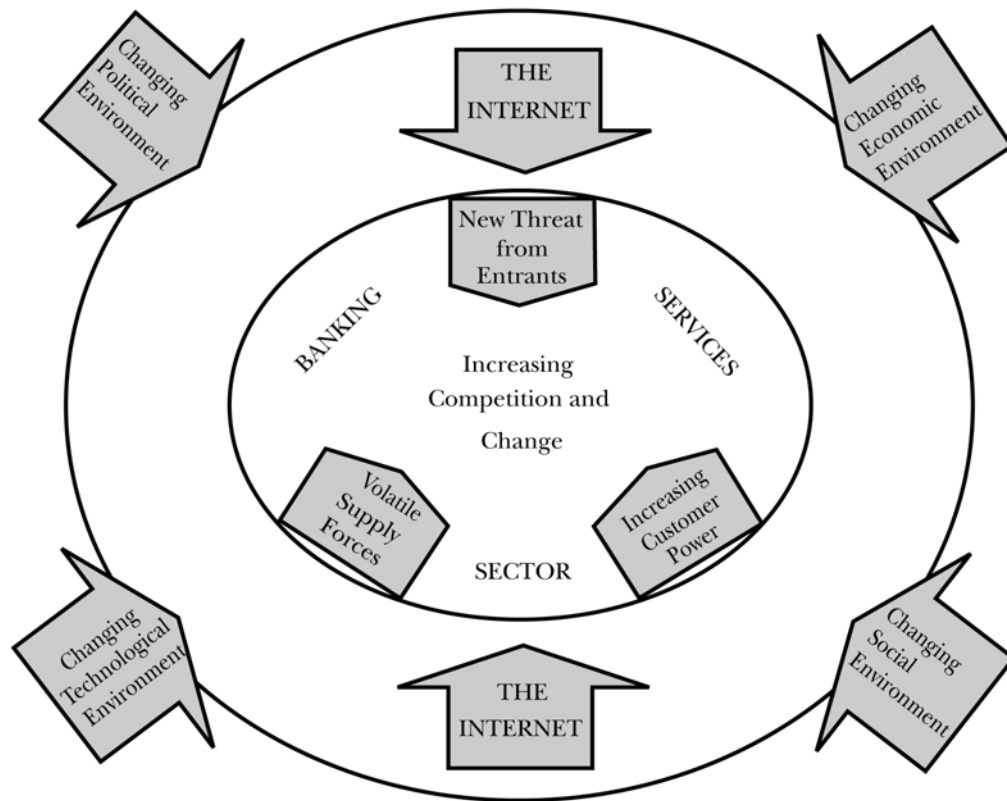 Changing
Political
Environment
THE
INTERNET
Changing
Economic
Environment
New Threat
from
Entrants
BANKING
SERVICES
Increasing
Competition and
Change
Volatile
Supply
Forces
Increasing
Customer
Power
SECTOR
Changing
Technological
Environment
THE
INTERNET
Changing
Social
Environment